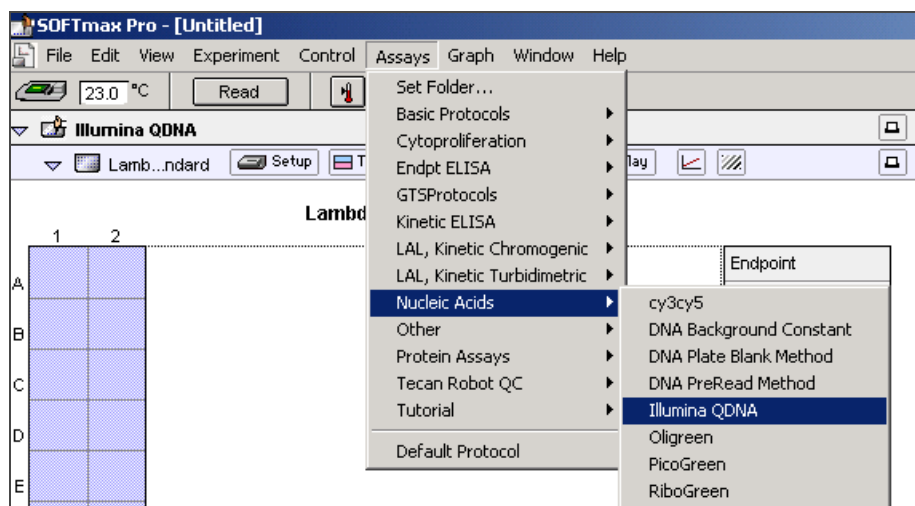 SOFTmax Pro - [Untitled]
File Edit View Experiment Control Assays Graph Window Help
23.0 °C Read
Set Folder...
Basic Protocols
Cytoproliferation
Endpt ELISA
GTSProtocols
Kinetic ELISA
LAL, Kinetic Chromogenic
LAL, Kinetic Turbidimetric
Nucleic Acids
Other
Protein Assays
Tecan Robot QC
Tutorial
Default Protocol
cy3cy5
DNA Background Constant
DNA Plate Blank Method
DNA PreRead Method
Illumina QDNA
Oligreen
PicoGreen
RiboGreen
Illumina QDNA
Lamb...ndard Setup T lay
Lambd
Endpoint
1 2
A
B
C
D
E